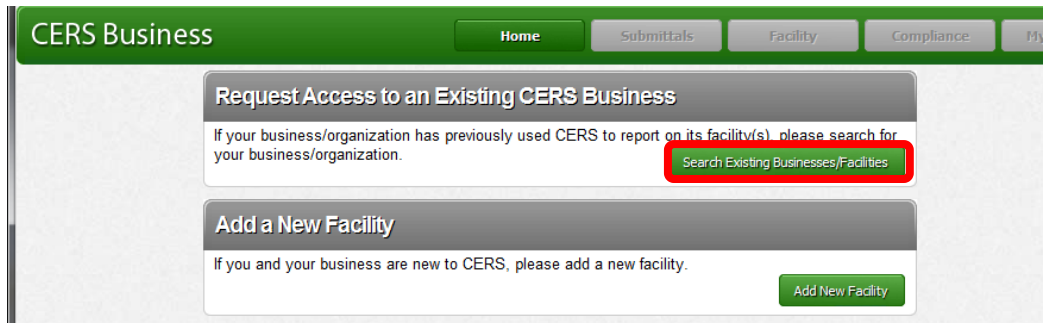 CERS Business
Home
Submittals
Facility
Compliance
My
Request Access to an Existing CERS Business
If your business/organization has previously used CERS to report on its facility(s), please search for
your business/organization.
Search Existing Businesses/Facilities
Add a New Facility
If you and your business are new to CERS, please add a new facility.
Add New Facility